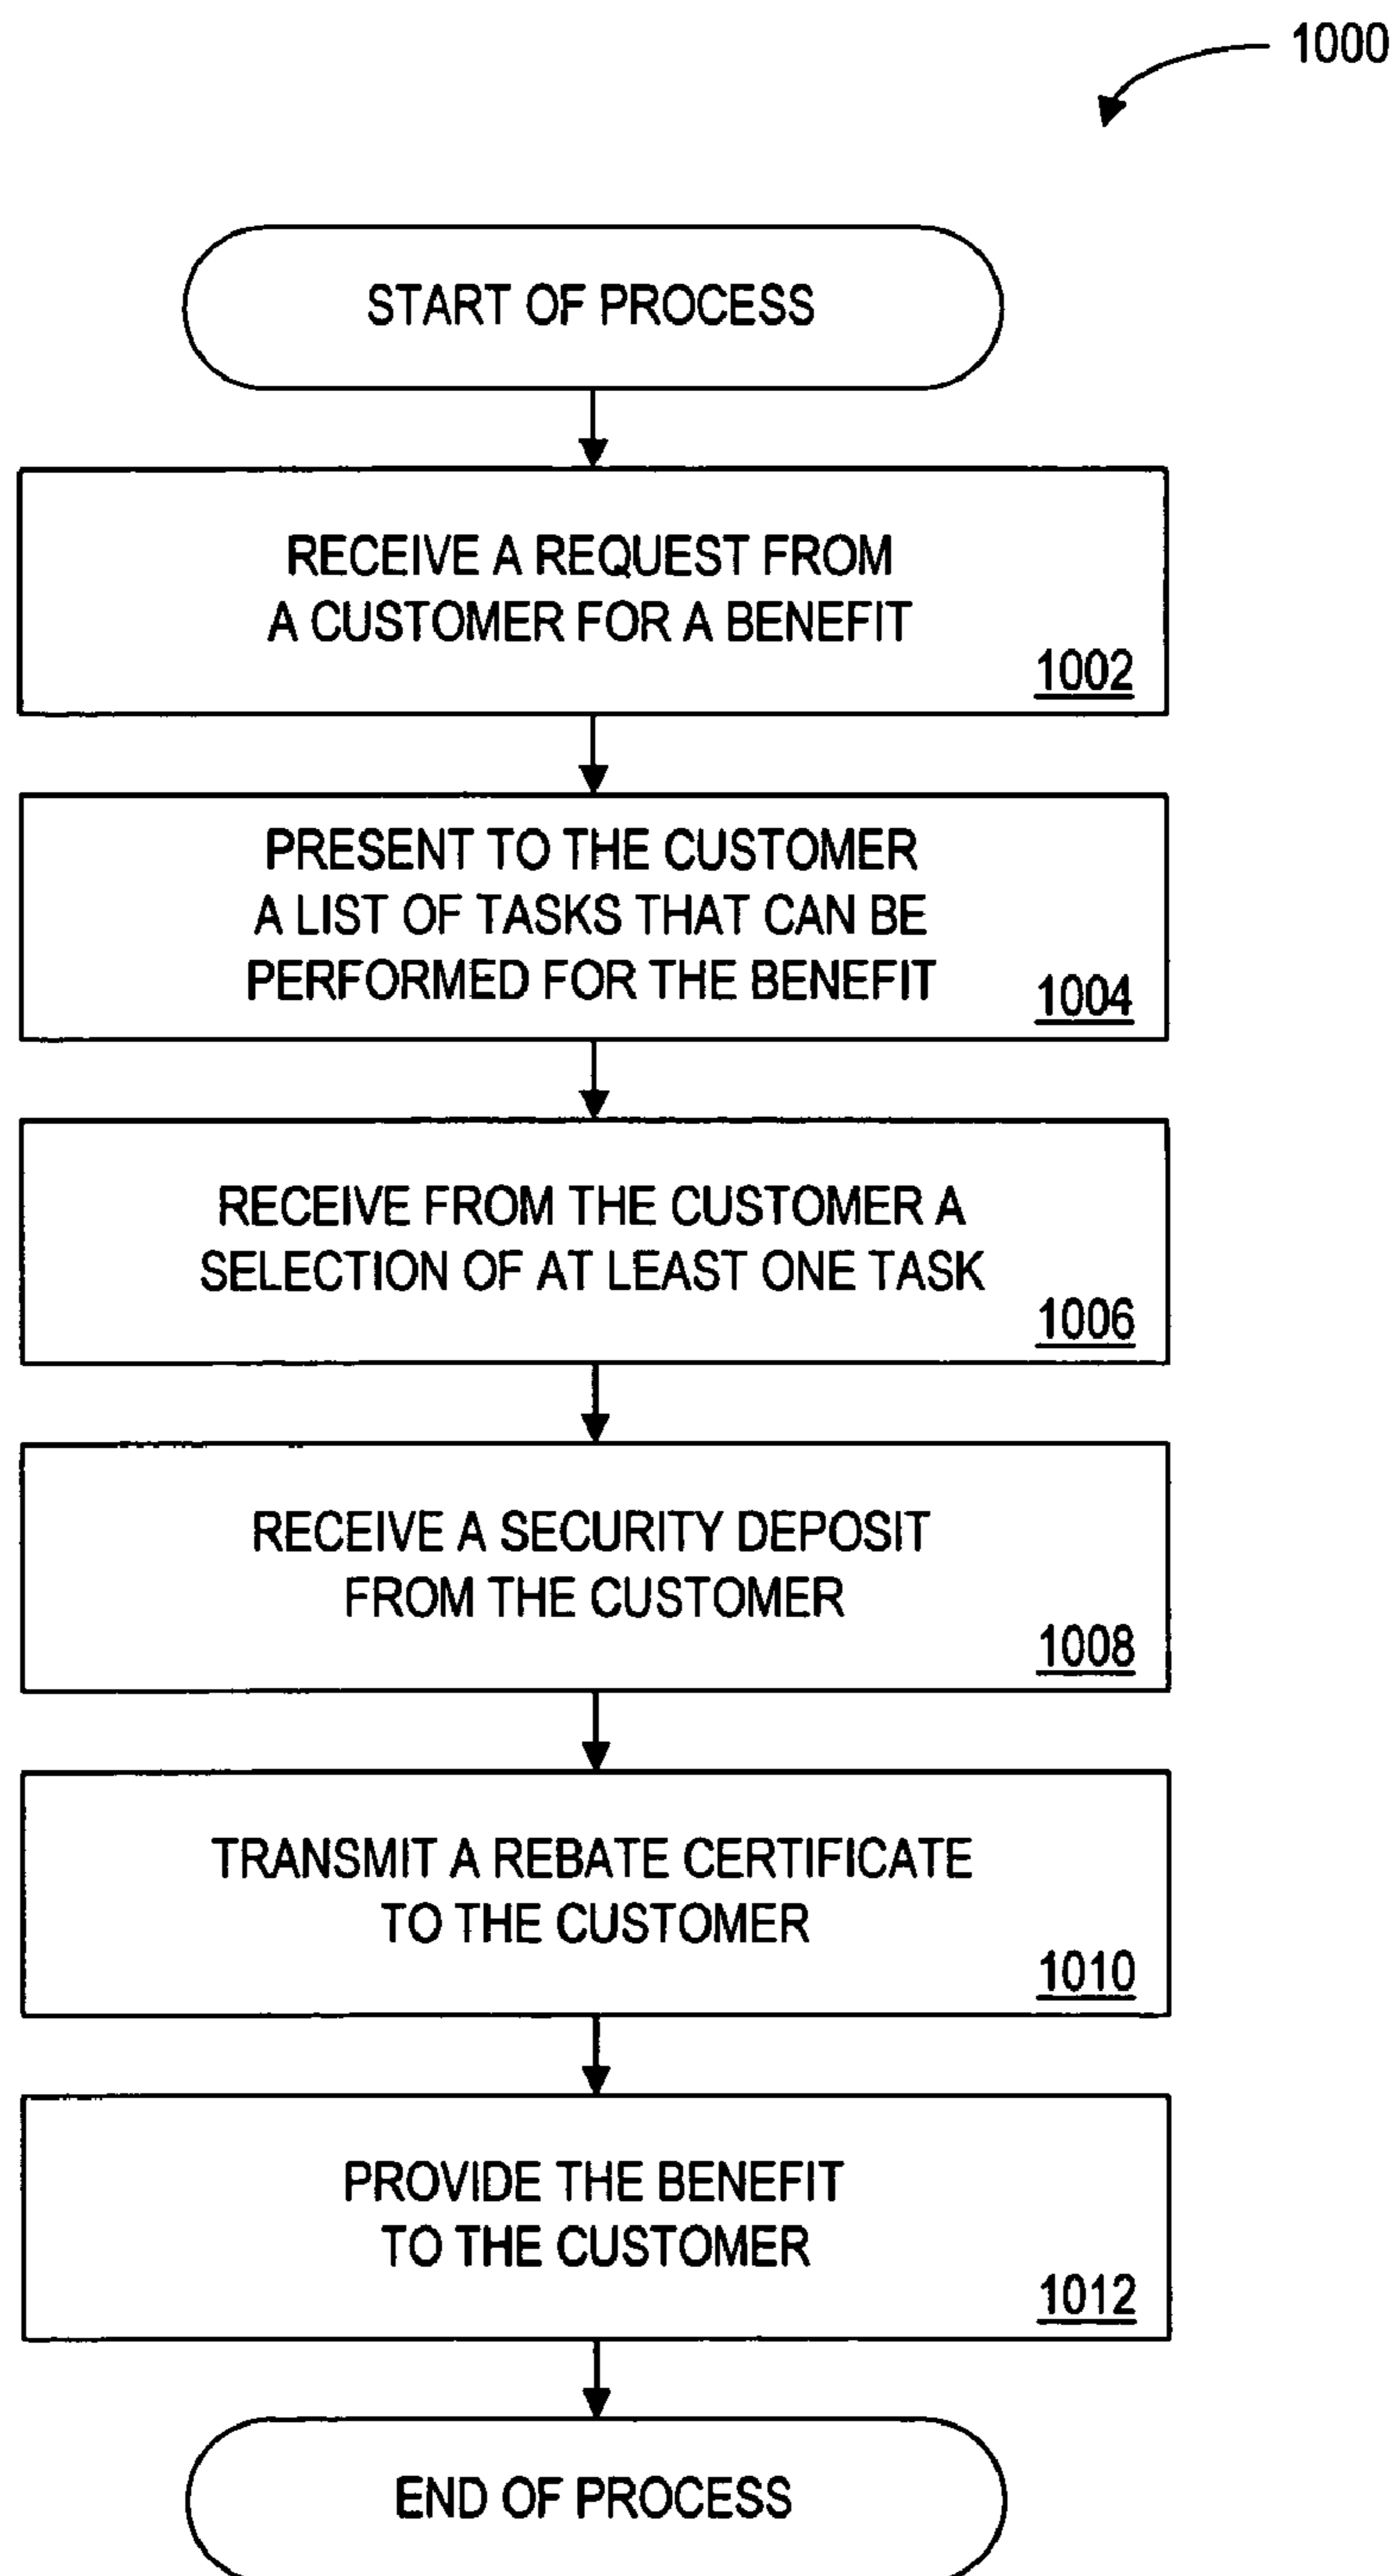 1000
START OF PROCESS
RECEIVE A REQUEST FROM
A CUSTOMER FOR A BENEFIT
1002
PRESENT TO THE CUSTOMER
A LIST OF TASKS THAT CAN BE
PERFORMED FOR THE BENEFIT
1004
RECEIVE FROM THE CUSTOMER A
SELECTION OF AT LEAST ONE TASK
1006
RECEIVE A SECURITY DEPOSIT
FROM THE CUSTOMER
1008
TRANSMIT A REBATE CERTIFICATE
TO THE CUSTOMER
1010
PROVIDE THE BENEFIT
TO THE CUSTOMER
1012
END OF PROCESS